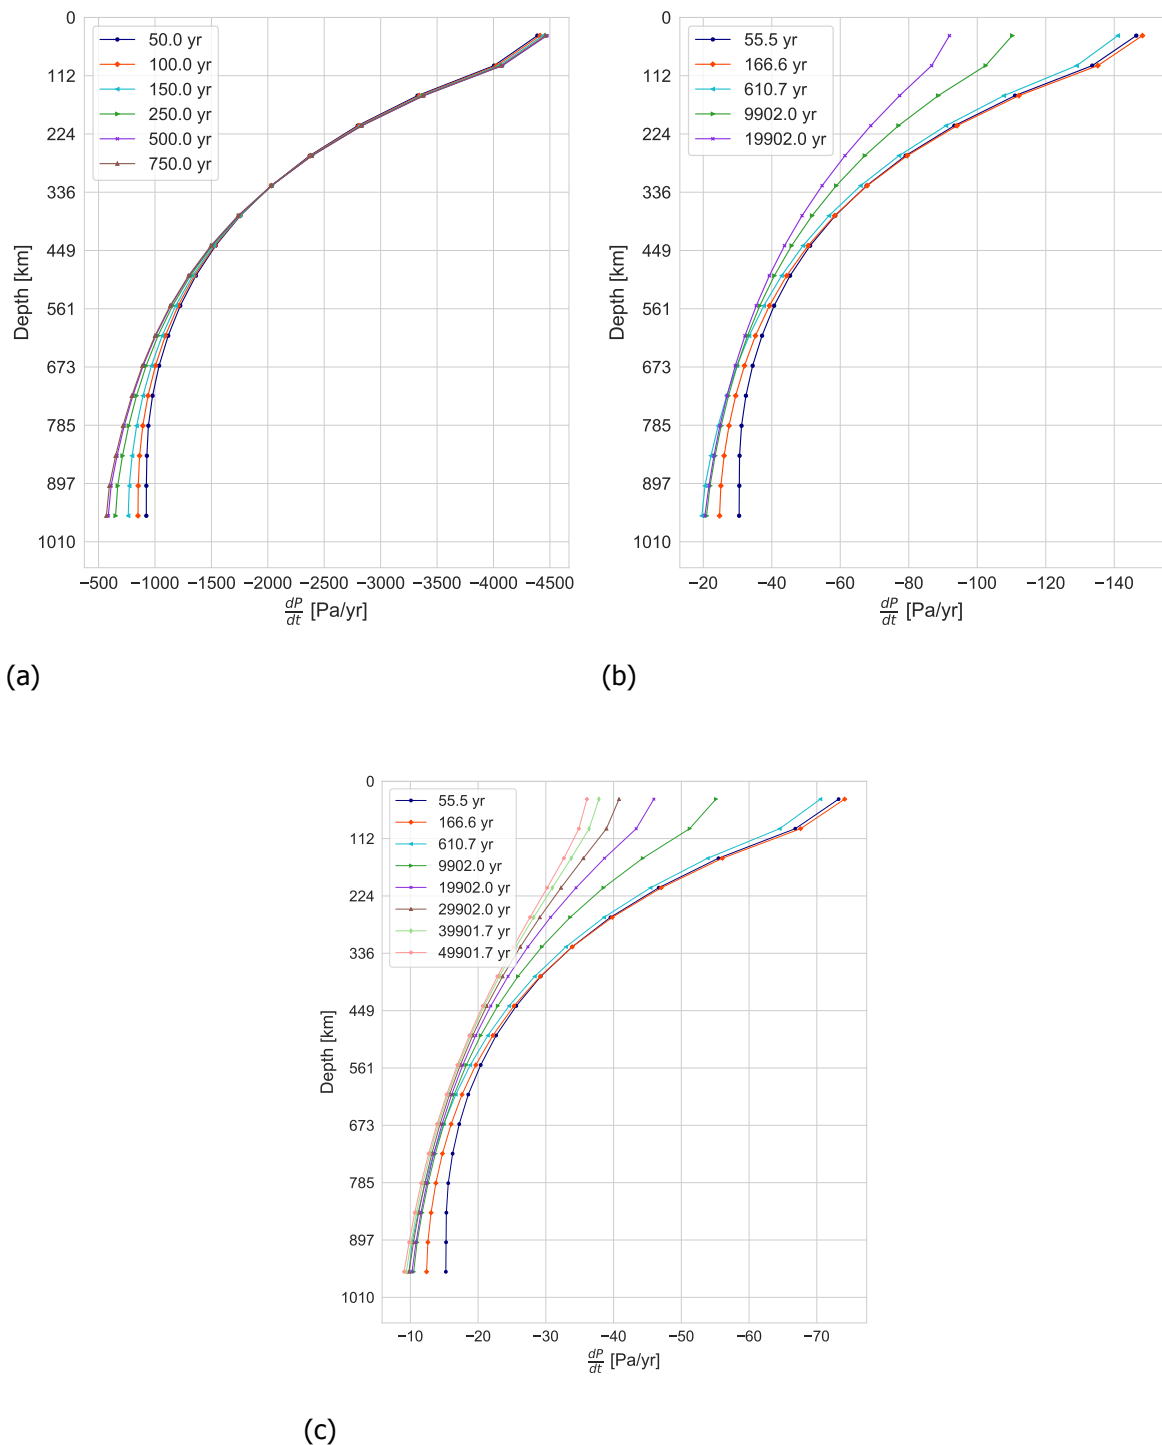 0
112
224
336
449
561
673
785
897
1010
Depth [km]
50.0 yr
100.0 yr
150.0 yr
250.0 yr
500.0 yr
750.0 yr
−500 −1000 −1500 −2000 −2500 −3000 −3500 −4000 −4500
dP/dt [Pa/yr]
(a)
0
112
224
336
449
561
673
785
897
1010
Depth [km]
55.5 yr
166.6 yr
610.7 yr
9902.0 yr
19902.0 yr
−20 −40 −60 −80 −100 −120 −140
dP/dt [Pa/yr]
(b)
0
112
224
336
449
561
673
785
897
1010
Depth [km]
55.5 yr
166.6 yr
610.7 yr
9902.0 yr
19902.0 yr
29902.0 yr
39901.7 yr
49901.7 yr
−10 −20 −30 −40 −50 −60 −70
dP/dt [Pa/yr]
(c)